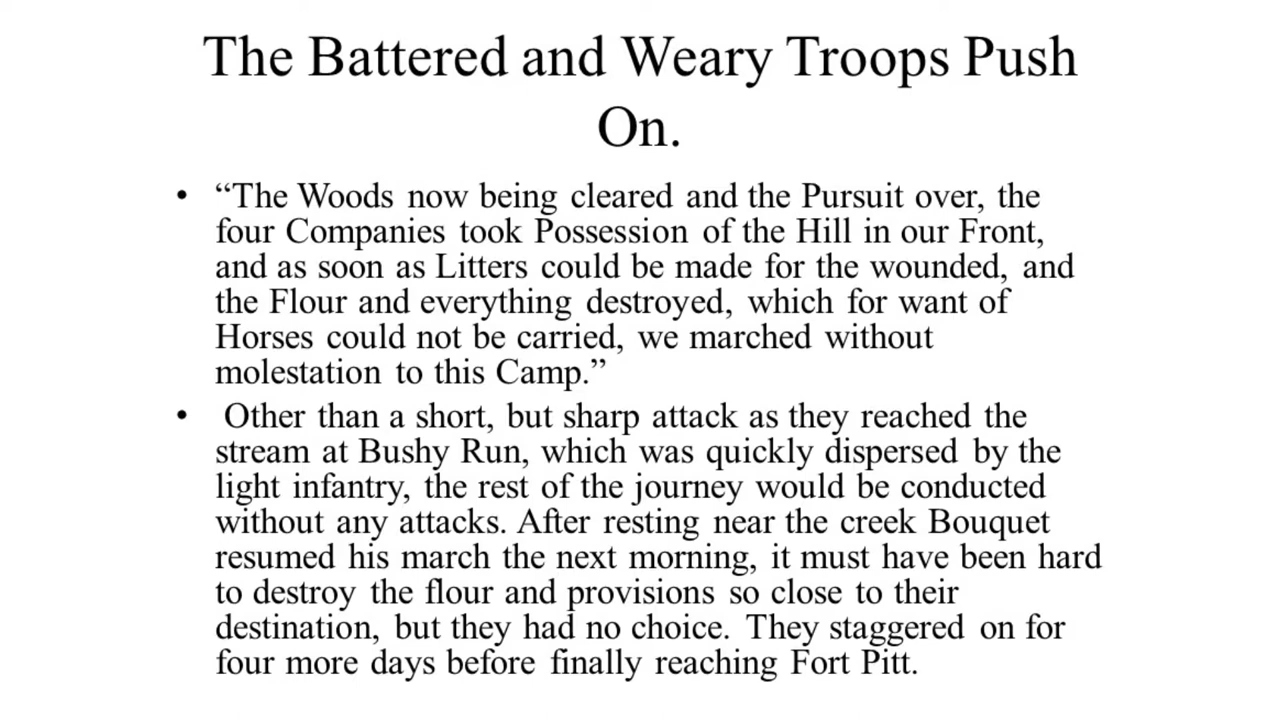 The Battered and Weary Troops Push
On.
• “The Woods now being cleared and the Pursuit over, the
four Companies took Possession of the Hill in our Front,
and as soon as Litters could be made for the wounded, and
the Flour and everything destroyed, which for want of
Horses could not be carried, we marched without
molestation to this Camp.”
• Other than a short, but sharp attack as they reached the
stream at Bushy Run, which was quickly dispersed by the
light infantry, the rest of the journey would be conducted
without any attacks. After resting near the creek Bouquet
resumed his march the next morning, it must have been hard
to destroy the flour and provisions so close to their
destination, but they had no choice. They staggered on for
four more days before finally reaching Fort Pitt.